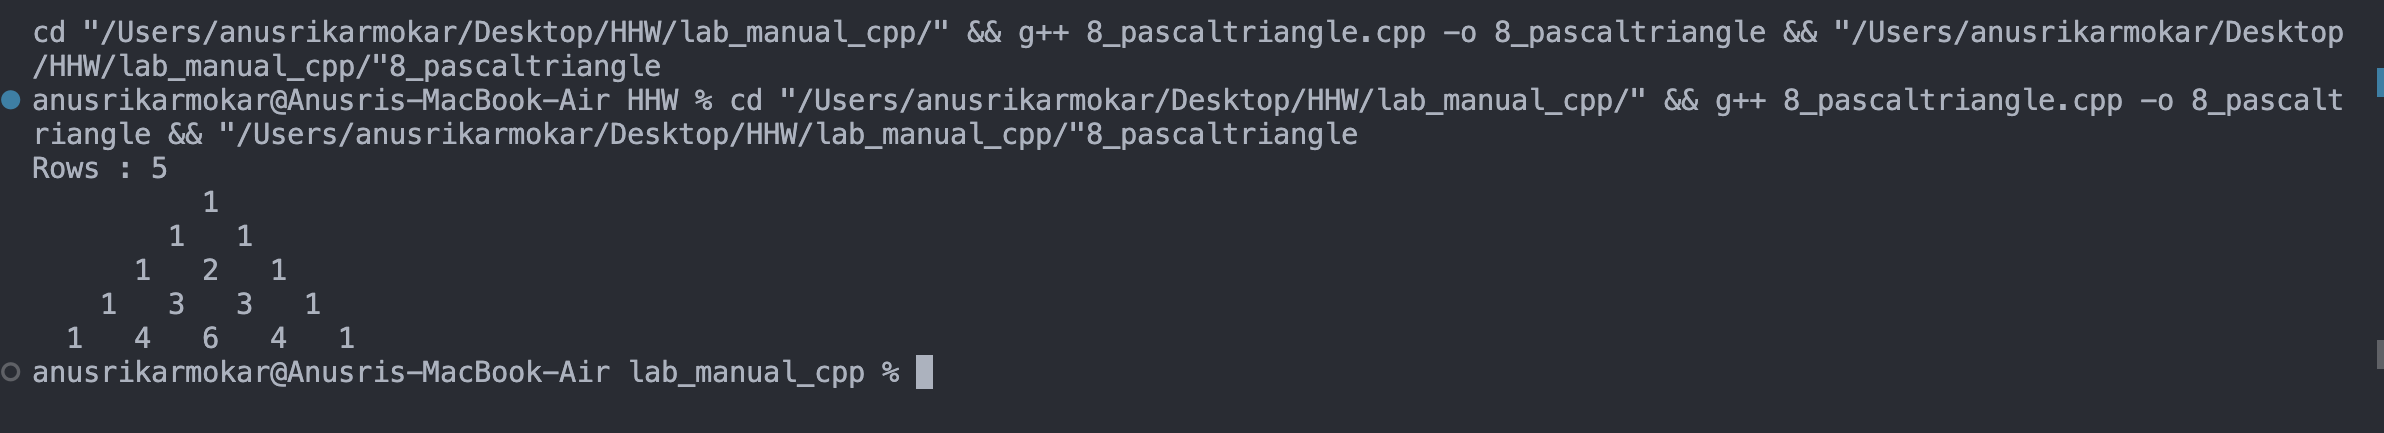 cd "/Users/anusrikarmokar/Desktop/HHW/lab_manual_cpp/" && g++ 8_pascaltriangle.cpp -o 8_pascaltriangle && "/Users/anusrikarmokar/Desktop
/HHW/lab_manual_cpp/"8_pascaltriangle
anusrikarmokar@Anusris-MacBook-Air HHW % cd "/Users/anusrikarmokar/Desktop/HHW/lab_manual_cpp/" && g++ 8_pascaltriangle.cpp -o 8_pascalt
riangle && "/Users/anusrikarmokar/Desktop/HHW/lab_manual_cpp/"8_pascaltriangle
Rows : 5
          1
        1   1
      1   2   1
    1   3   3   1
  1   4   6   4   1
anusrikarmokar@Anusris-MacBook-Air lab_manual_cpp %